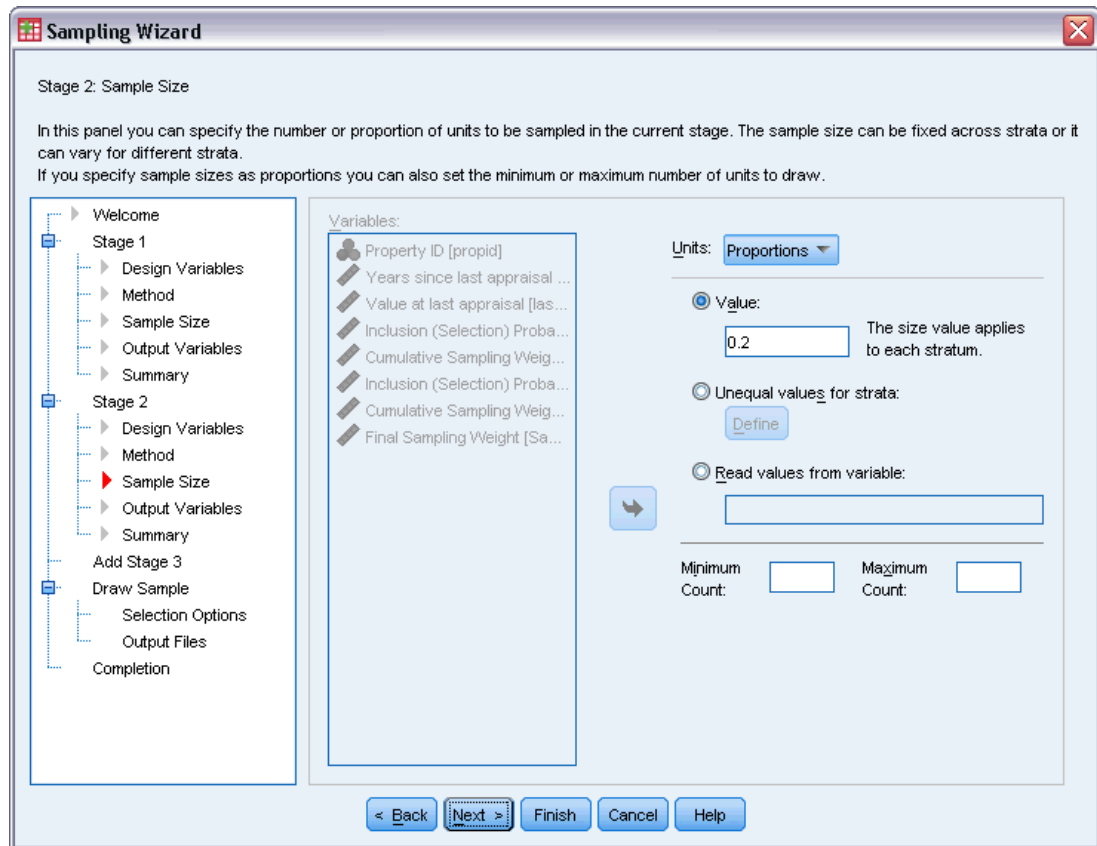 Sampling Wizard
Stage 2: Sample Size
In this panel you can specify the number or proportion of units to be sampled in the current stage. The sample size can be fixed across strata or it
can vary for different strata.
If you specify sample sizes as proportions you can also set the minimum or maximum number of units to draw.
Welcome
Stage 1
Design Variables
Method
Sample Size
Output Variables
Summary
Stage 2
Design Variables
Method
Sample Size
Output Variables
Summary
Add Stage 3
Draw Sample
Selection Options
Output Files
Completion
Variables:
Property ID [propid]
Years since last appraisal ...
Value at last appraisal [las...
Inclusion (Selection) Proba...
Cumulative Sampling Weig...
Inclusion (Selection) Proba...
Cumulative Sampling Weig...
Final Sampling Weight [Sa...
Units: Proportions
Value:
0.2
The size value applies
to each stratum.
Unequal values for strata:
Define
Read values from variable:
Minimum
Count:
Maximum
Count:
< Back
Next >
Finish
Cancel
Help